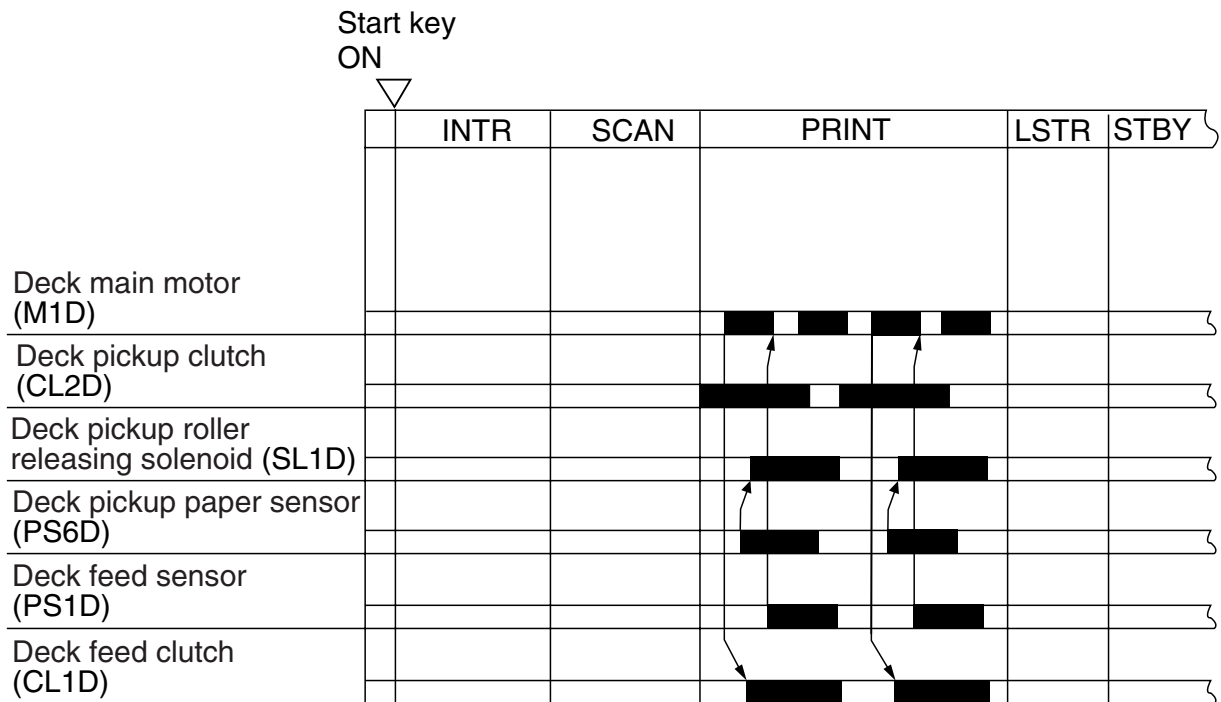 Start key
ON
INTR SCAN PRINT LSTR STBY
Deck main motor
(M1D)
Deck pickup clutch
(CL2D)
Deck pickup roller
releasing solenoid (SL1D)
Deck pickup paper sensor
(PS6D)
Deck feed sensor
(PS1D)
Deck feed clutch
(CL1D)